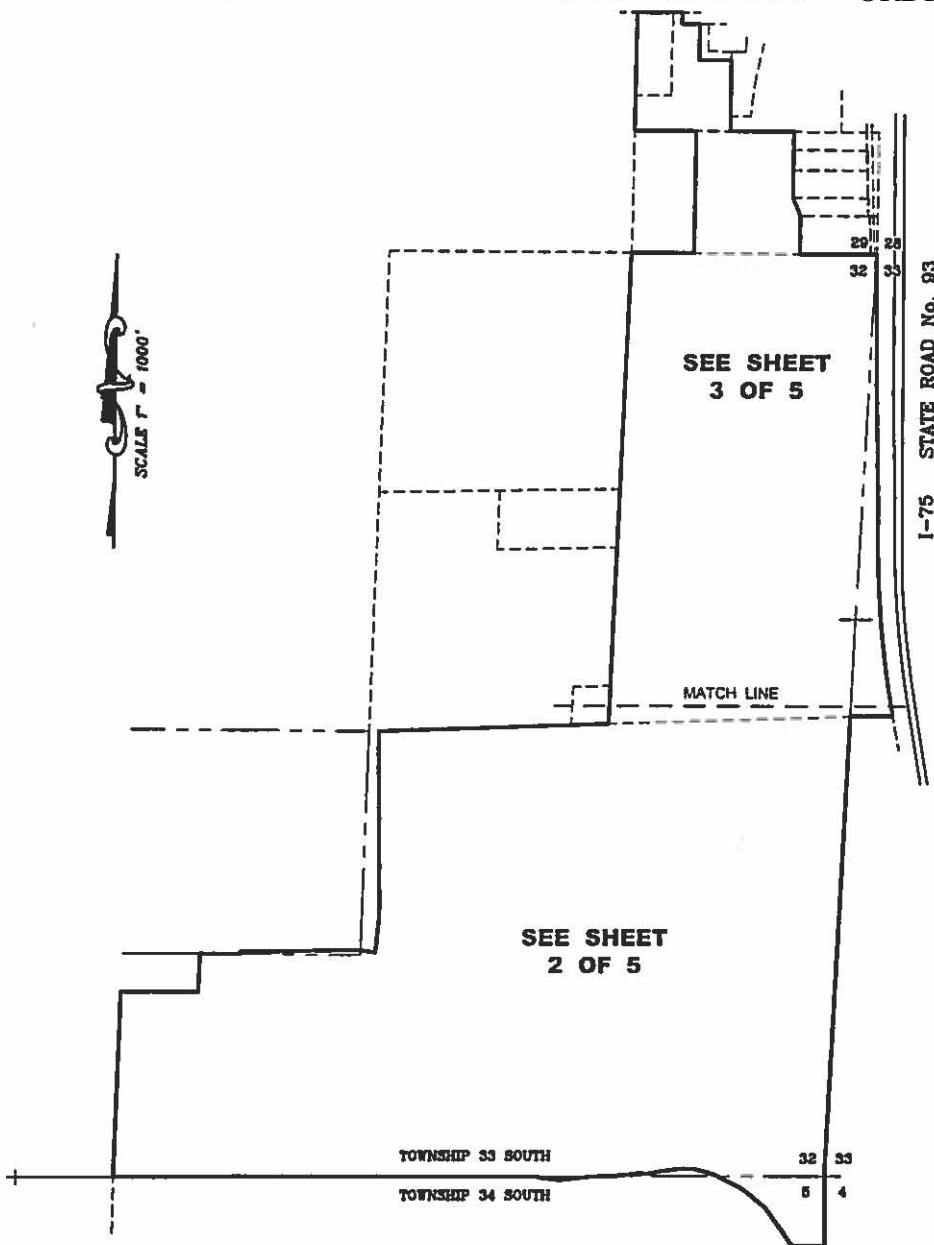 29 28
32 33
SCALE 1" = 1000'
SEE SHEET
3 OF 5
I-75 STATE ROAD No. 93
MATCH LINE
SEE SHEET
2 OF 5
TOWNSHIP 33 SOUTH
32 33
TOWNSHIP 34 SOUTH
5 4